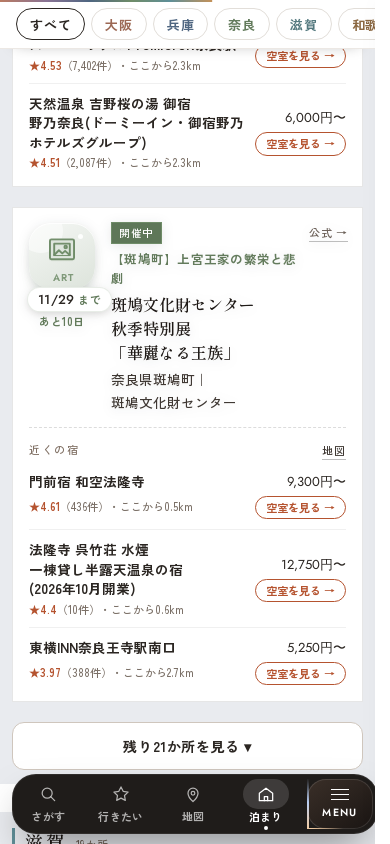 すべて
大阪
兵庫
奈良
滋賀
★4.53（7,402件）・ここから2.3km
空室を見る →
天然温泉 吉野桜の湯 御宿
野乃奈良(ドーミーイン・御宿野乃
ホテルズグループ)
★4.51（2,087件）・ここから2.3km
6,000円〜
空室を見る →
ART
11/29 まで
あと10日
開催中
公式 →
【斑鳩町】上宮王家の繁栄と悲
劇
斑鳩文化財センター
秋季特別展
「華麗なる王族」
奈良県斑鳩町｜
斑鳩文化財センター
近くの宿
地図
門前宿 和空法隆寺
★4.61（436件）・ここから0.5km
9,300円〜
空室を見る →
法隆寺 呉竹荘 水煙
一棟貸し半露天温泉の宿
(2026年10月開業)
★4.4（10件）・ここから0.6km
12,750円〜
空室を見る →
東横INN奈良王寺駅南口
★3.97（388件）・ここから2.7km
5,250円〜
空室を見る →
残り21か所を見る ▾
さがす
行きたい
地図
泊まり
MENU
滋賀